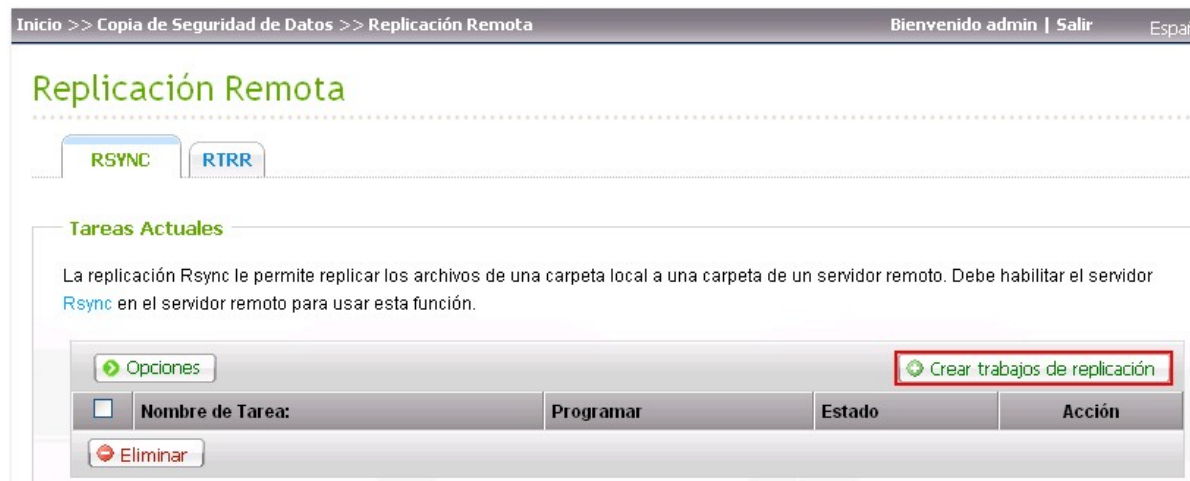 Inicio >> Copia de Seguridad de Datos >> Replicación Remota Bienvenido admin | Salir
Replicación Remota
RSYNC RTRR
Tareas Actuales
La replicación Rsync le permite replicar los archivos de una carpeta local a una carpeta de un servidor remoto. Debe habilitar el servidor
Rsync en el servidor remoto para usar esta función.
Opciones Crear trabajos de replicación
Nombre de Tarea: Programar Estado Acción
Eliminar